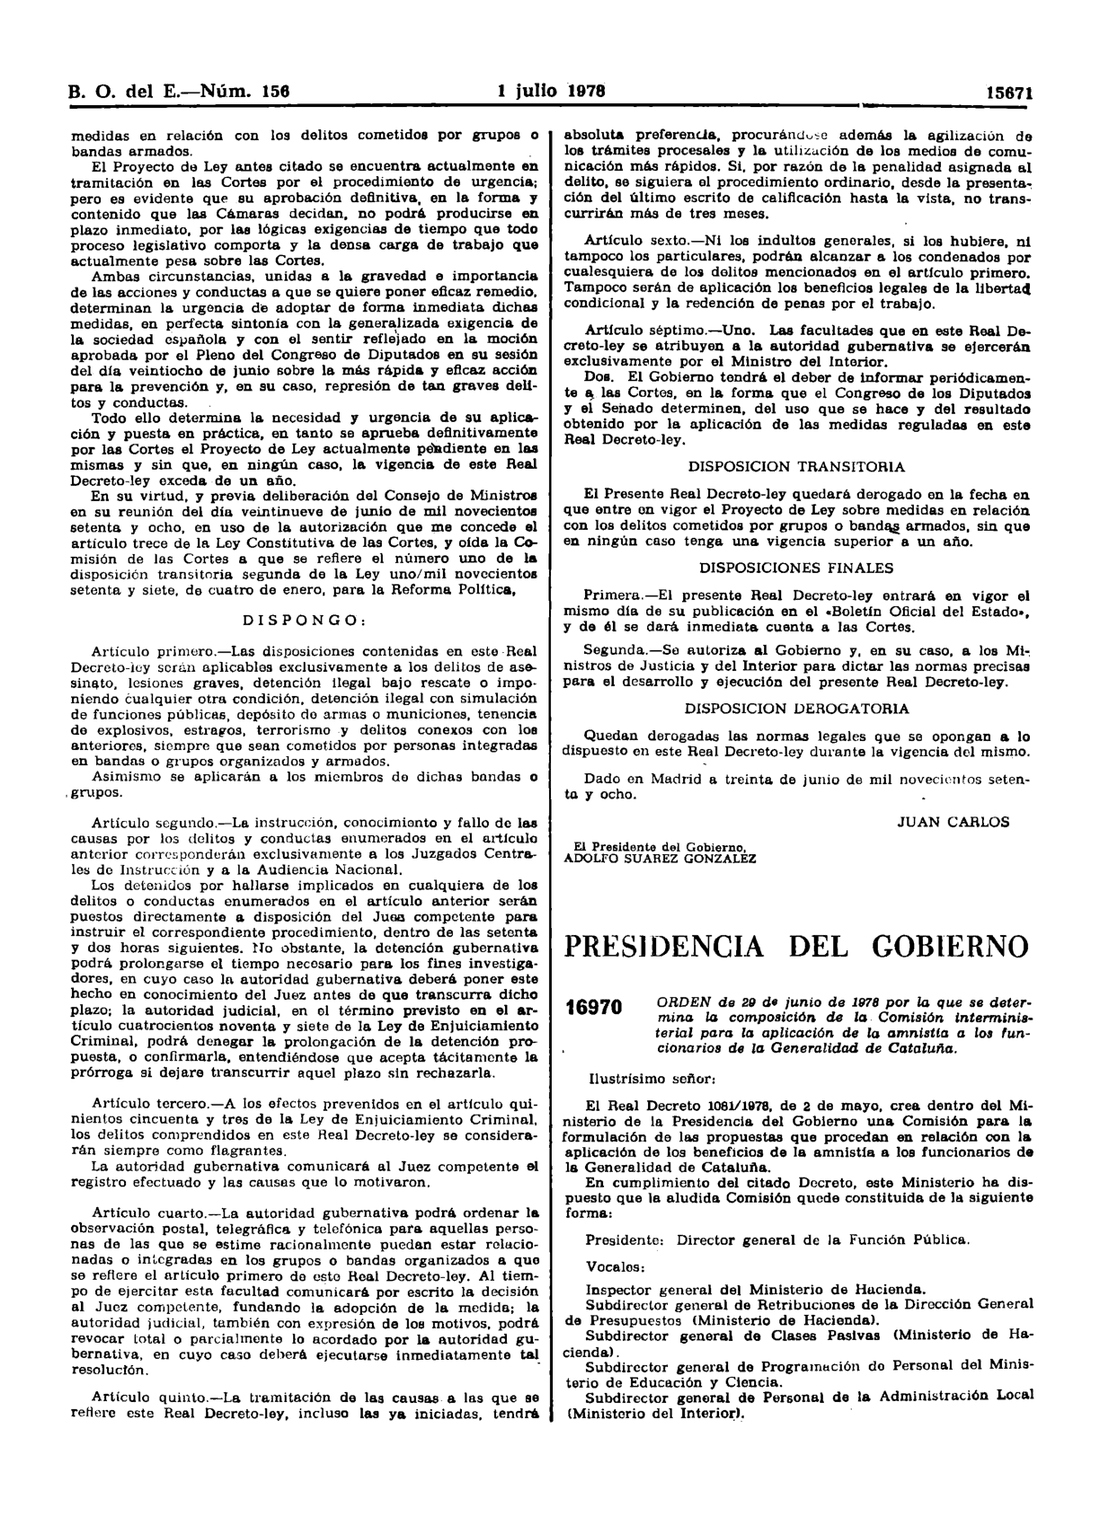 B. O. del E.—Núm. 156 1 julio 1978 15671
medidas en relación con los delitos cometidos por grupos o
bandas armados.
El Proyecto de Ley antes citado se encuentra actualmente en
tramitación en las Cortes por el procedimiento de urgencia;
pero es evidente que su aprobación definitiva, en la forma y
contenido que las Cámaras decidan, no podrá producirse en
plazo inmediato, por las lógicas exigencias de tiempo que todo
proceso legislativo comporta y la densa carga de trabajo que
actualmente pesa sobre las Cortes.
Ambas circunstancias, unidas a la gravedad e importancia
de las acciones y conductas a que se quiere poner eficaz remedio,
determinan la urgencia de adoptar de forma inmediata dichas
medidas, en perfecta sintonía con la generalizada exigencia de
la sociedad española y con el sentir reflejado en la moción
aprobada por el Pleno del Congreso de Diputados en su sesión
del día veintiocho de junio sobre la más rápida y eficaz acción
para la prevención y, en su caso, represión de tan graves deli-
tos y conductas.
Todo ello determina la necesidad y urgencia de su aplica-
ción y puesta en práctica, en tanto se aprueba definitivamente
por las Cortes el Proyecto de Ley actualmente pendiente en las
mismas y sin que, en ningún caso, la vigencia de este Real
Decreto-ley exceda de un año.
En su virtud, y previa deliberación del Consejo de Ministros
en su reunión del día veintinueve de junio de mil novecientos
setenta y ocho, en uso de la autorización que me concede el
artículo trece de la Ley Constitutiva de las Cortes, y oída la Co-
misión de las Cortes a que se refiere el número uno de la
disposición transitoria segunda de la Ley uno/mil novecientos
setenta y siete, de cuatro de enero, para la Reforma Política,
DISPONGO:
Artículo primero.—Las disposiciones contenidas en este Real
Decreto-ley serán aplicables exclusivamente a los delitos de ase-
sinato, lesiones graves, detención ilegal bajo rescate o impo-
niendo cualquier otra condición, detención ilegal con simulación
de funciones públicas, depósito de armas o municiones, tenencia
de explosivos, estragos, terrorismo y delitos conexos con los
anteriores, siempre que sean cometidos por personas integradas
en bandas o grupos organizados y armados.
Asimismo se aplicarán a los miembros de dichas bandas o
grupos.
Artículo segundo.—La instrucción, conocimiento y fallo de las
causas por los delitos y conductas enumerados en el artículo
anterior corresponderán exclusivamente a los Juzgados Centra-
les de Instrucción y a la Audiencia Nacional.
Los detenidos por hallarse implicados en cualquiera de los
delitos o conductas enumerados en el artículo anterior serán
puestos directamente a disposición del Juez competente para
instruir el correspondiente procedimiento, dentro de las setenta
y dos horas siguientes. No obstante, la detención gubernativa
podrá prolongarse el tiempo necesario para los fines investiga-
dores, en cuyo caso la autoridad gubernativa deberá poner este
hecho en conocimiento del Juez antes de que transcurra dicho
plazo; la autoridad judicial, en el término previsto en el ar-
tículo cuatrocientos noventa y siete de la Ley de Enjuiciamiento
Criminal, podrá denegar la prolongación de la detención pro-
puesta, o confirmarla, entendiéndose que acepta tácitamente la
prórroga si dejare transcurrir aquel plazo sin rechazarla.
Artículo tercero.—A los efectos prevenidos en el artículo qui-
nientos cincuenta y tres de la Ley de Enjuiciamiento Criminal,
los delitos comprendidos en este Real Decreto-ley se considera-
rán siempre como flagrantes.
La autoridad gubernativa comunicará al Juez competente el
registro efectuado y las causas que lo motivaron.
Artículo cuarto.—La autoridad gubernativa podrá ordenar la
observación postal, telegráfica y telefónica para aquellas perso-
nas de las que se estime racionalmente puedan estar relacio-
nadas o integradas en los grupos o bandas organizados a que
se refiere el artículo primero de este Real Decreto-ley. Al tiem-
po de ejercitar esta facultad comunicará por escrito la decisión
al Juez competente, fundando la adopción de la medida; la
autoridad judicial, también con expresión de los motivos, podrá
revocar total o parcialmente lo acordado por la autoridad gu-
bernativa, en cuyo caso deberá ejecutarse inmediatamente tal
resolución.
Artículo quinto.—La tramitación de las causas a las que se
refiere este Real Decreto-ley, incluso las ya iniciadas, tendrá
absoluta preferencia, procurándose además la agilización de
los trámites procesales y la utilización de los medios de comu-
nicación más rápidos. Si, por razón de la penalidad asignada al
delito, se siguiera el procedimiento ordinario, desde la presenta-
ción del último escrito de calificación hasta la vista, no trans-
currirán más de tres meses.
Artículo sexto.—Ni los indultos generales, si los hubiere, ni
tampoco los particulares, podrán alcanzar a los condenados por
cualesquiera de los delitos mencionados en el artículo primero.
Tampoco serán de aplicación los beneficios legales de la libertad
condicional y la redención de penas por el trabajo.
Artículo séptimo.—Uno. Las facultades que en este Real De-
creto-ley se atribuyen a la autoridad gubernativa se ejercerán
exclusivamente por el Ministro del Interior.
Dos. El Gobierno tendrá el deber de informar periódicamen-
te a las Cortes, en la forma que el Congreso de los Diputados
y el Senado determinen, del uso que se hace y del resultado
obtenido por la aplicación de las medidas reguladas en este
Real Decreto-ley.
DISPOSICION TRANSITORIA
El Presente Real Decreto-ley quedará derogado en la fecha en
que entre en vigor el Proyecto de Ley sobre medidas en relación
con los delitos cometidos por grupos o bandas armados, sin que
en ningún caso tenga una vigencia superior a un año.
DISPOSICIONES FINALES
Primera.—El presente Real Decreto-ley entrará en vigor el
mismo día de su publicación en el «Boletín Oficial del Estado»,
y de él se dará inmediata cuenta a las Cortes.
Segunda.—Se autoriza al Gobierno y, en su caso, a los Mi-
nistros de Justicia y del Interior para dictar las normas precisas
para el desarrollo y ejecución del presente Real Decreto-ley.
DISPOSICION DEROGATORIA
Quedan derogadas las normas legales que se opongan a lo
dispuesto en este Real Decreto-ley durante la vigencia del mismo.
Dado en Madrid a treinta de junio de mil novecientos seten-
ta y ocho.
JUAN CARLOS
El Presidente del Gobierno,
ADOLFO SUAREZ GONZALEZ
PRESIDENCIA DEL GOBIERNO
16970 ORDEN de 29 de junio de 1978 por la que se deter-
mina la composición de la Comisión interminis-
terial para la aplicación de la amnistía a los fun-
cionarios de la Generalidad de Cataluña.
Ilustrísimo señor:
El Real Decreto 1081/1978, de 2 de mayo, crea dentro del Mi-
nisterio de la Presidencia del Gobierno una Comisión para la
formulación de las propuestas que procedan en relación con la
aplicación de los beneficios de la amnistía a los funcionarios de
la Generalidad de Cataluña.
En cumplimiento del citado Decreto, este Ministerio ha dis-
puesto que la aludida Comisión quede constituida de la siguiente
forma:
Presidente: Director general de la Función Pública.
Vocales:
Inspector general del Ministerio de Hacienda.
Subdirector general de Retribuciones de la Dirección General
de Presupuestos (Ministerio de Hacienda).
Subdirector general de Clases Pasivas (Ministerio de Ha-
cienda).
Subdirector general de Programación de Personal del Minis-
terio de Educación y Ciencia.
Subdirector general de Personal de la Administración Local
(Ministerio del Interior).